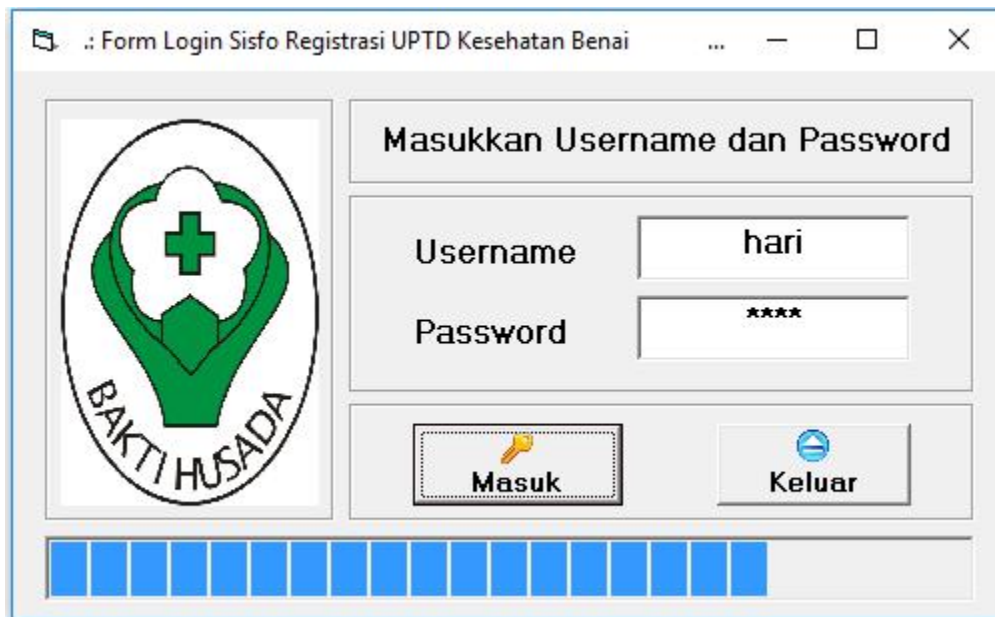 .: Form Login Sisfo Registrasi UPTD Kesehatan Benai ...
Masukkan Username dan Password
Username hari
Password ****
BAKTI HUSADA
Masuk Keluar